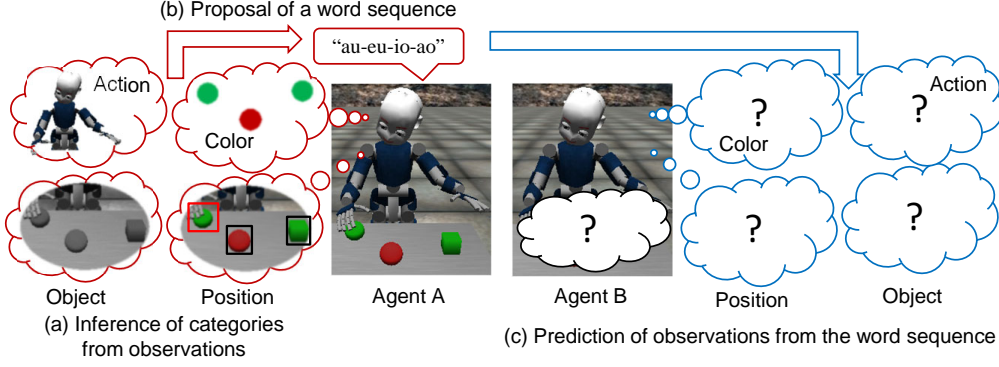 (b) Proposal of a word sequence
“au-eu-io-ao”
Action
Color
Action
?
?
Color
?
?
?
Object
Position
Agent A
Agent B
Position
Object
(a) Inference of categories
from observations
(c) Prediction of observations from the word sequence